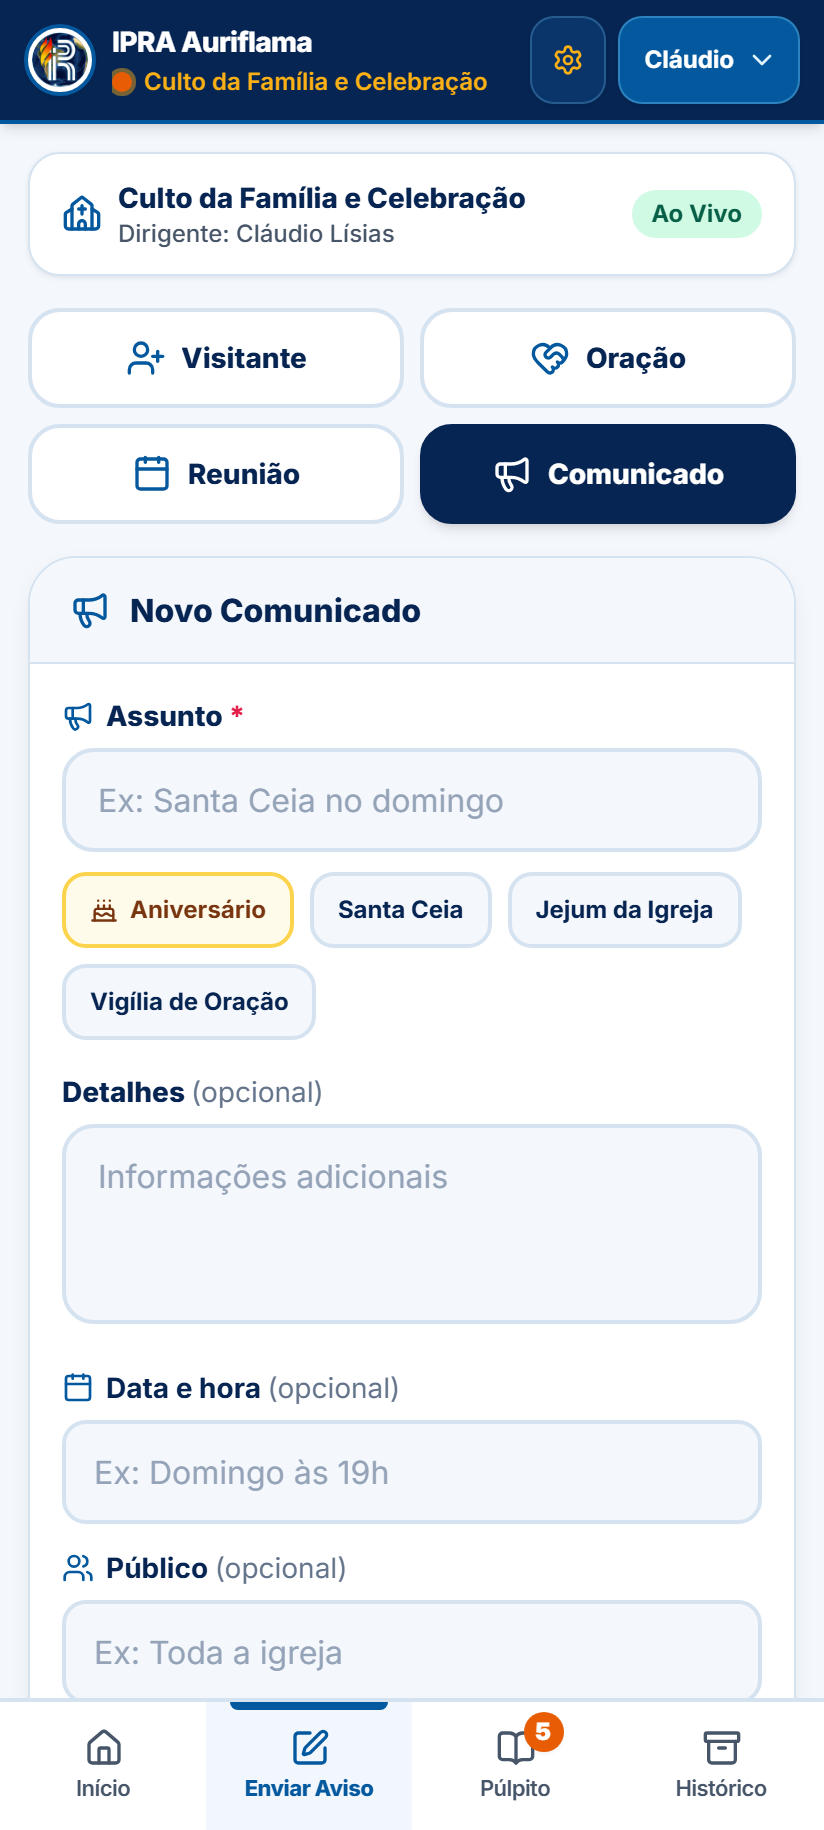 IPRA Auriflama
Culto da Família e Celebração
Cláudio
Culto da Família e Celebração
Dirigente: Cláudio Lísias
Ao Vivo
Visitante
Oração
Reunião
Comunicado
Novo Comunicado
Assunto *
Ex: Santa Ceia no domingo
Aniversário
Santa Ceia
Jejum da Igreja
Vigília de Oração
Detalhes (opcional)
Informações adicionais
Data e hora (opcional)
Ex: Domingo às 19h
Público (opcional)
Ex: Toda a igreja
Início
Enviar Aviso
5
Púlpito
Histórico